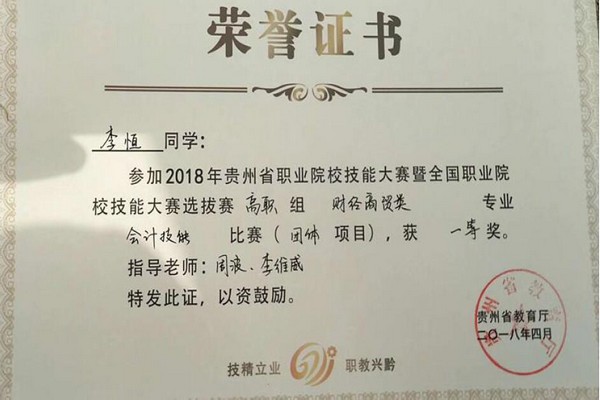 荣誉证书
李恒 同学：
参加2018年贵州省职业院校技能大赛暨全国职业院
校技能大赛选拔赛 高职 组 财经商贸类 专业
会计技能 比赛（团体 项目），获 一等 奖。
指导老师：周波、李维威
特发此证，以资鼓励。
贵州省教育厅
二〇一八年四月
技精立业 职教兴黔